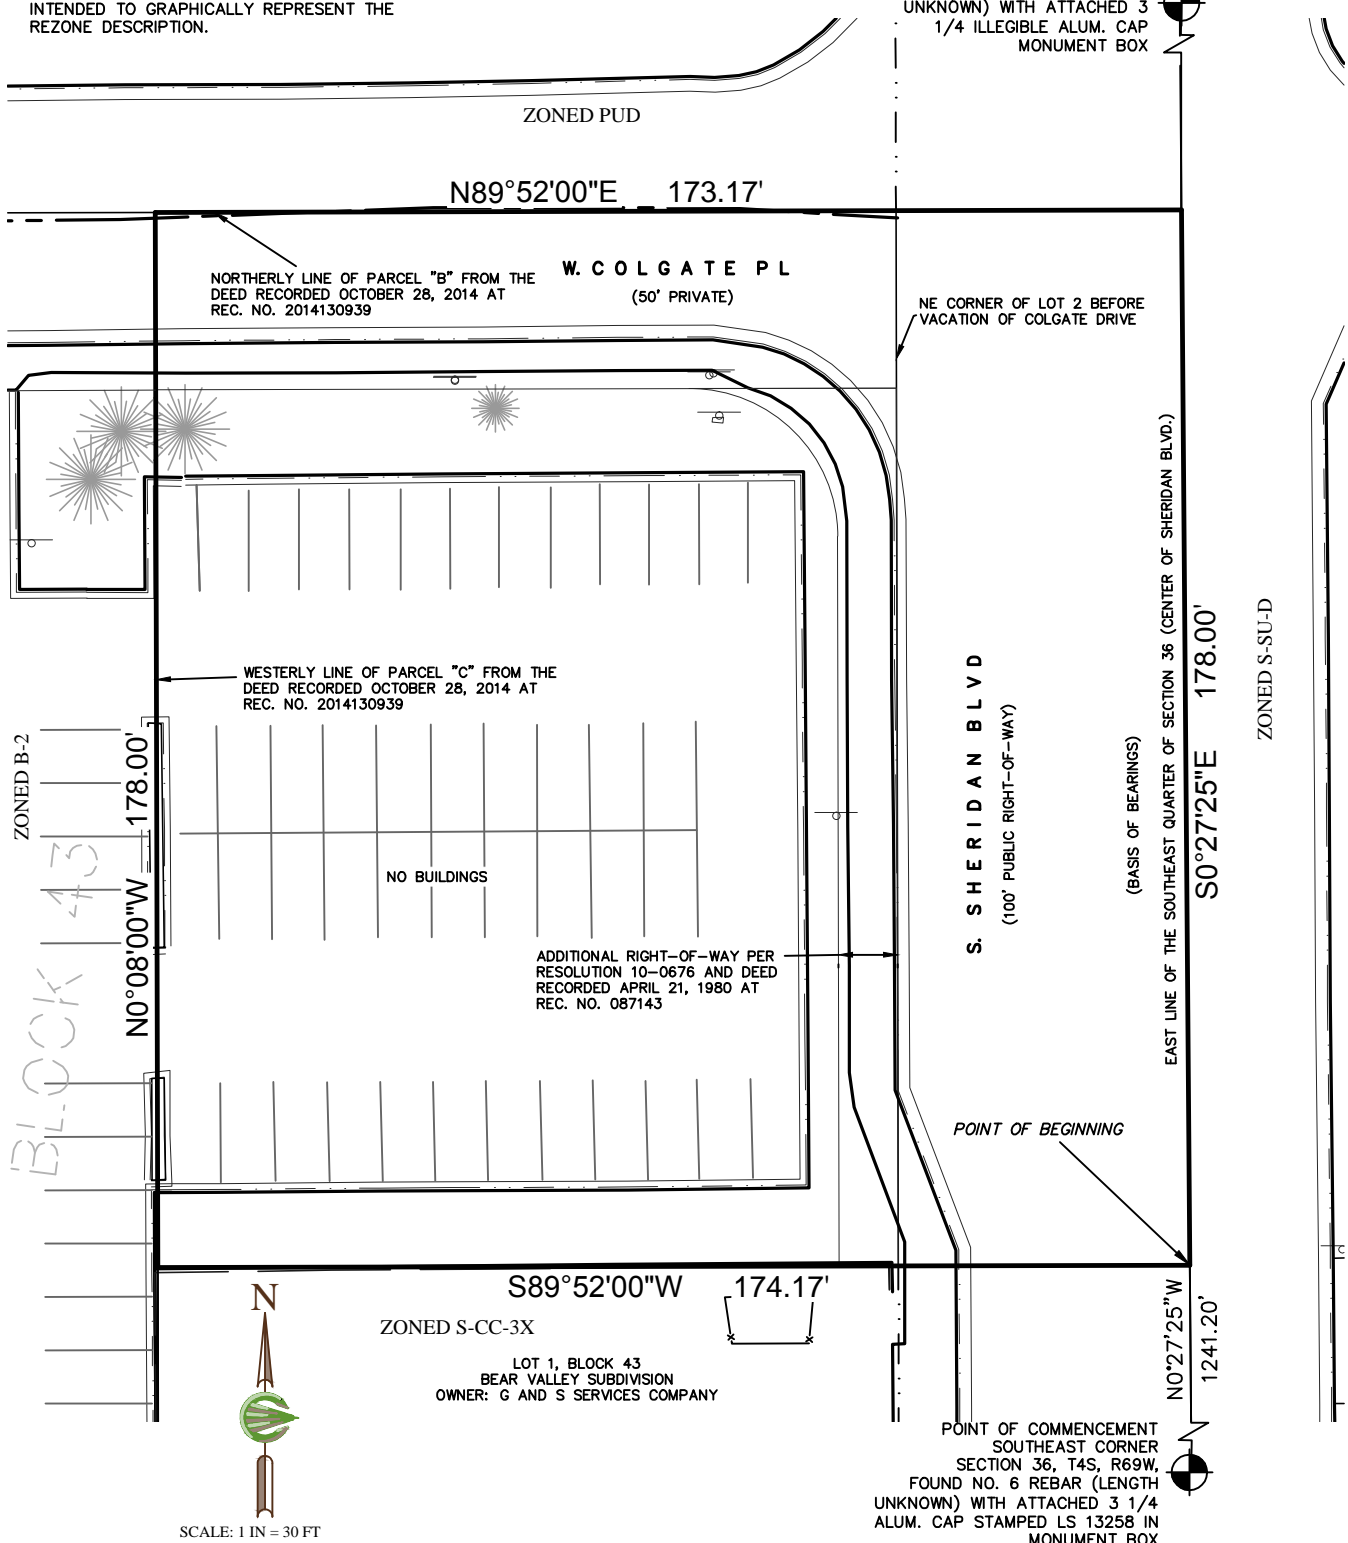 INTENDED TO GRAPHICALLY REPRESENT THE
REZONE DESCRIPTION.
UNKNOWN) WITH ATTACHED 3
1/4 ILLEGIBLE ALUM. CAP
MONUMENT BOX
ZONED PUD
N89°52'00"E 173.17'
NORTHERLY LINE OF PARCEL "B" FROM THE
DEED RECORDED OCTOBER 28, 2014 AT
REC. NO. 2014130939
W. COLGATE PL
(50' PRIVATE)
NE CORNER OF LOT 2 BEFORE
VACATION OF COLGATE DRIVE
WESTERLY LINE OF PARCEL "C" FROM THE
DEED RECORDED OCTOBER 28, 2014 AT
REC. NO. 2014130939
ZONED B-2
BLOCK 43
N0°08'00"W 178.00'
NO BUILDINGS
ADDITIONAL RIGHT-OF-WAY PER
RESOLUTION 10-0676 AND DEED
RECORDED APRIL 21, 1980 AT
REC. NO. 087143
S. SHERIDAN BLVD
(100' PUBLIC RIGHT-OF-WAY)
(BASIS OF BEARINGS)
EAST LINE OF THE SOUTHEAST QUARTER OF SECTION 36 (CENTER OF SHERIDAN BLVD.)
S0°27'25"E 178.00'
ZONED S-SU-D
POINT OF BEGINNING
S89°52'00"W 174.17'
N
ZONED S-CC-3X
LOT 1, BLOCK 43
BEAR VALLEY SUBDIVISION
OWNER: G AND S SERVICES COMPANY
N0°27'25"W
1241.20'
POINT OF COMMENCEMENT
SOUTHEAST CORNER
SECTION 36, T4S, R69W,
FOUND NO. 6 REBAR (LENGTH
UNKNOWN) WITH ATTACHED 3 1/4
ALUM. CAP STAMPED LS 13258 IN
MONUMENT BOX
SCALE: 1 IN = 30 FT